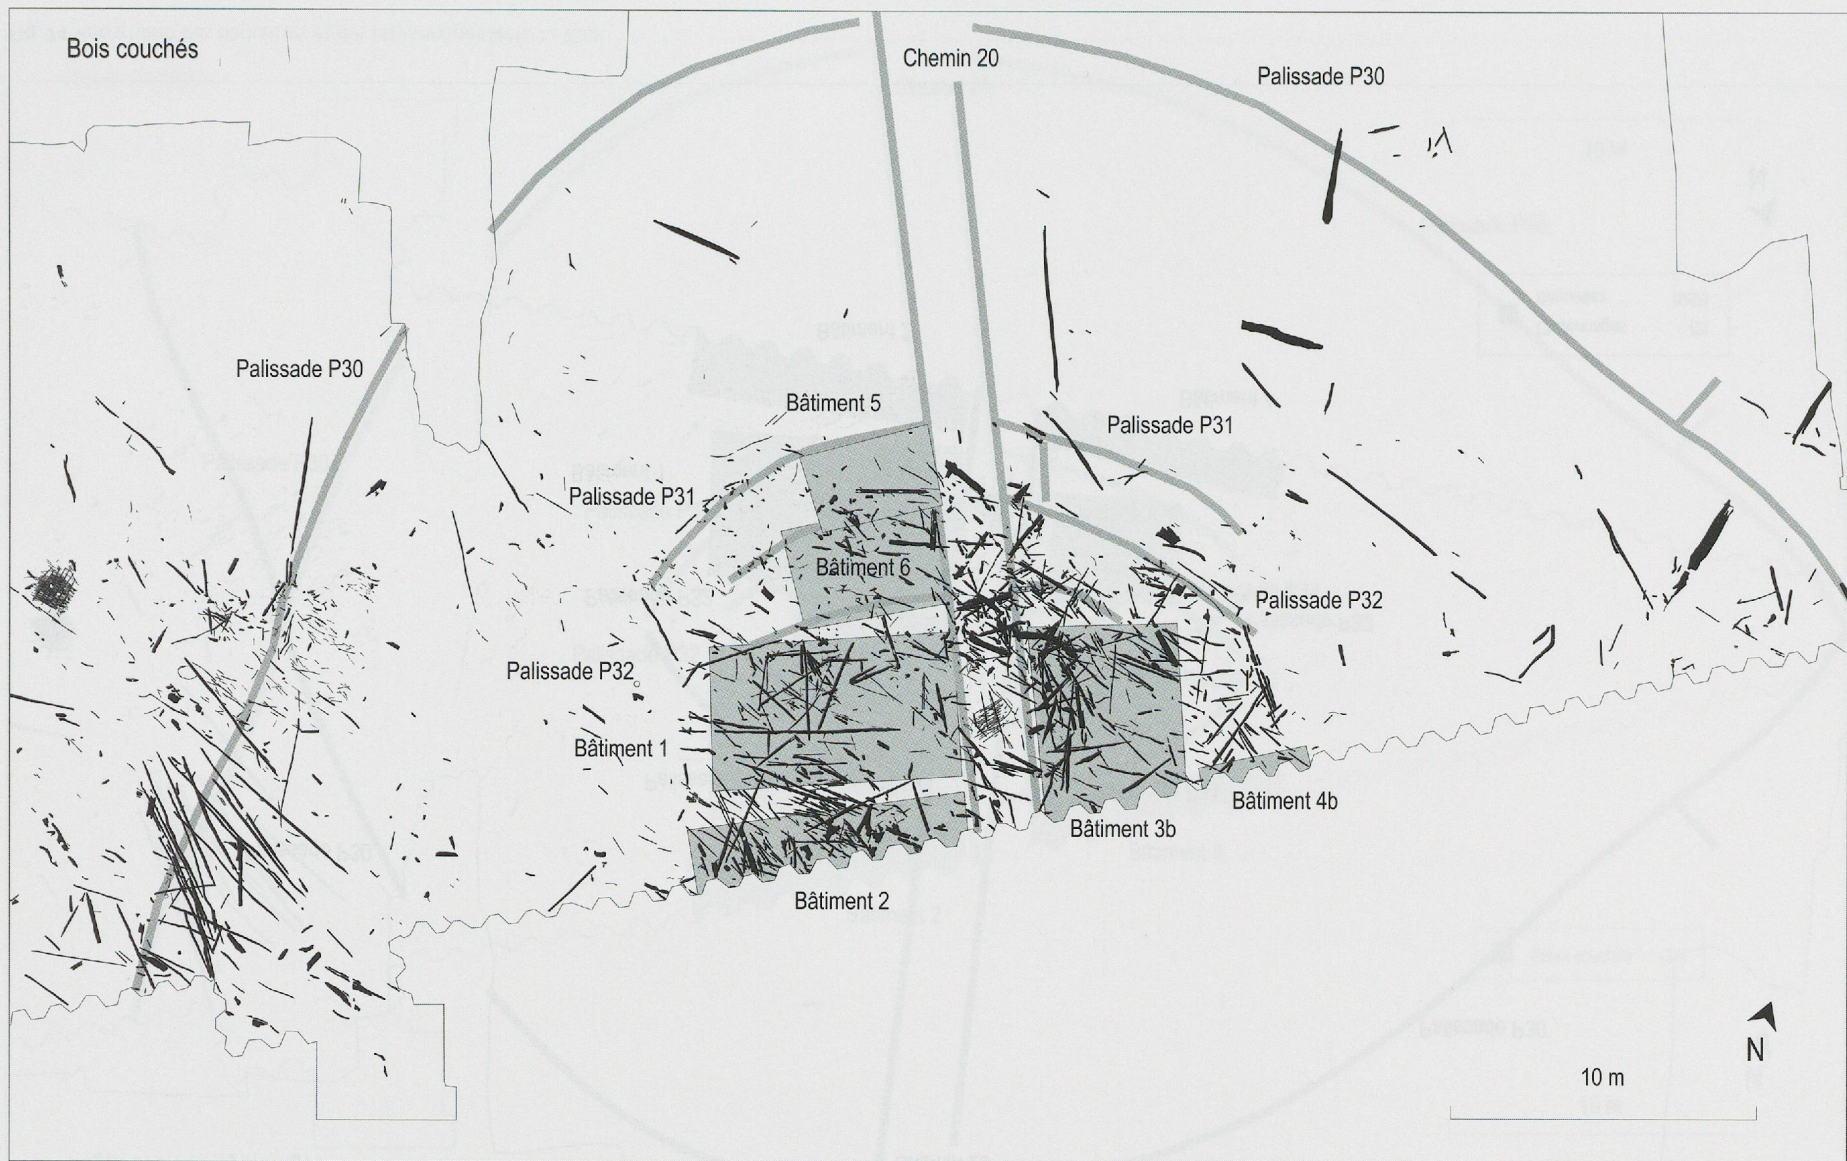 Bois couchés
Chemin 20
Palissade P30
Palissade P30
Bâtiment 5
Palissade P31
Palissade P31
Bâtiment 6
Palissade P32
Palissade P32
Bâtiment 1
Bâtiment 4b
Bâtiment 3b
Bâtiment 2
N
10 m